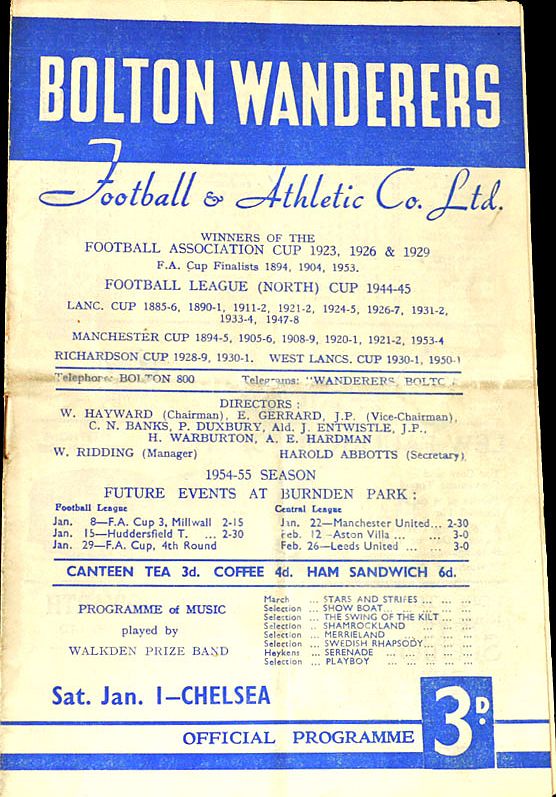 BOLTON WANDERERS
Football & Athletic Co. Ltd.
WINNERS OF THE
FOOTBALL ASSOCIATION CUP 1923, 1926 & 1929
F.A. Cup Finalists 1894, 1904, 1953.
FOOTBALL LEAGUE (NORTH) CUP 1944-45
LANC. CUP 1885-6, 1890-1, 1911-2, 1921-2, 1924-5, 1926-7, 1931-2,
1933-4, 1947-8
MANCHESTER CUP 1894-5, 1905-6, 1908-9, 1920-1, 1921-2, 1953-4
RICHARDSON CUP 1928-9, 1930-1. WEST LANCS. CUP 1930-1, 1950-1
Telephone: BOLTON 800 Telegrams: "WANDERERS, BOLTO
DIRECTORS:
W. HAYWARD (Chairman), E. GERRARD, J.P. (Vice-Chairman),
C. N. BANKS, P. DUXBURY, Ald. J. ENTWISTLE, J.P.,
H. WARBURTON, A. E. HARDMAN
W. RIDDING (Manager) HAROLD ABBOTTS (Secretary)
1954-55 SEASON
FUTURE EVENTS AT BURNDEN PARK:
Football League Central League
Jan. 8—F.A. Cup 3, Millwall 2-15 Jan. 22—Manchester United... 2-30
Jan. 15—Huddersfield T. ... 2-30 Feb. 12—Aston Villa ... ... 3-0
Jan. 29—F.A. Cup, 4th Round Feb. 26—Leeds United ... ... 3-0
CANTEEN TEA 3d. COFFEE 4d. HAM SANDWICH 6d.
PROGRAMME of MUSIC
played by
WALKDEN PRIZE BAND
March ... STARS AND STRIPES ... ... ...
Selection ... SHOW BOAT ... ... ... ...
Selection ... THE SWING OF THE KILT ... ...
Selection ... SHAMROCKLAND ... ... ...
Selection ... MERRIELAND ... ... ...
Selection ... SWEDISH RHAPSODY... ... ...
Heykens ... SERENADE ... ... ... ...
Selection ... PLAYBOY ... ... ... ...
Sat. Jan. 1—CHELSEA
OFFICIAL PROGRAMME
3D.